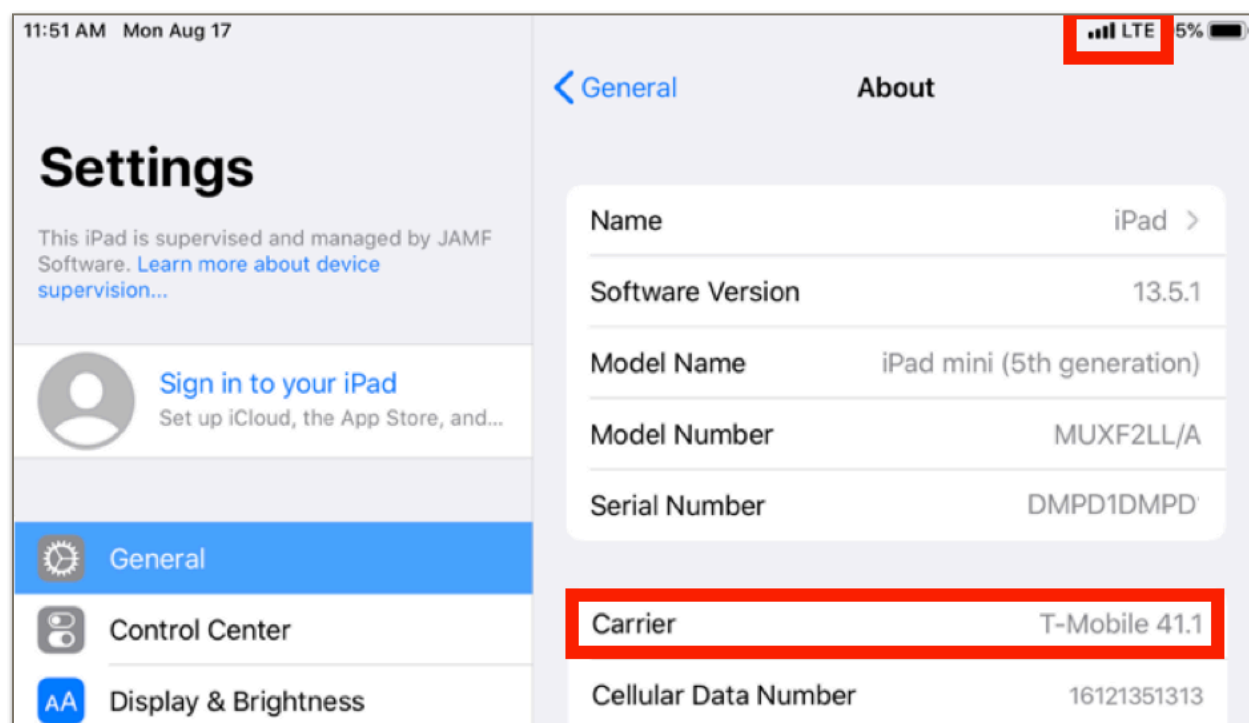 11:51 AM Mon Aug 17
LTE 5%
Settings
This iPad is supervised and managed by JAMF
Software. Learn more about device
supervision...
Sign in to your iPad
Set up iCloud, the App Store, and...
General
Control Center
AA Display & Brightness
General
About
Name iPad
Software Version 13.5.1
Model Name iPad mini (5th generation)
Model Number MUXF2LL/A
Serial Number DMPD1DMPD
Carrier T-Mobile 41.1
Cellular Data Number 16121351313